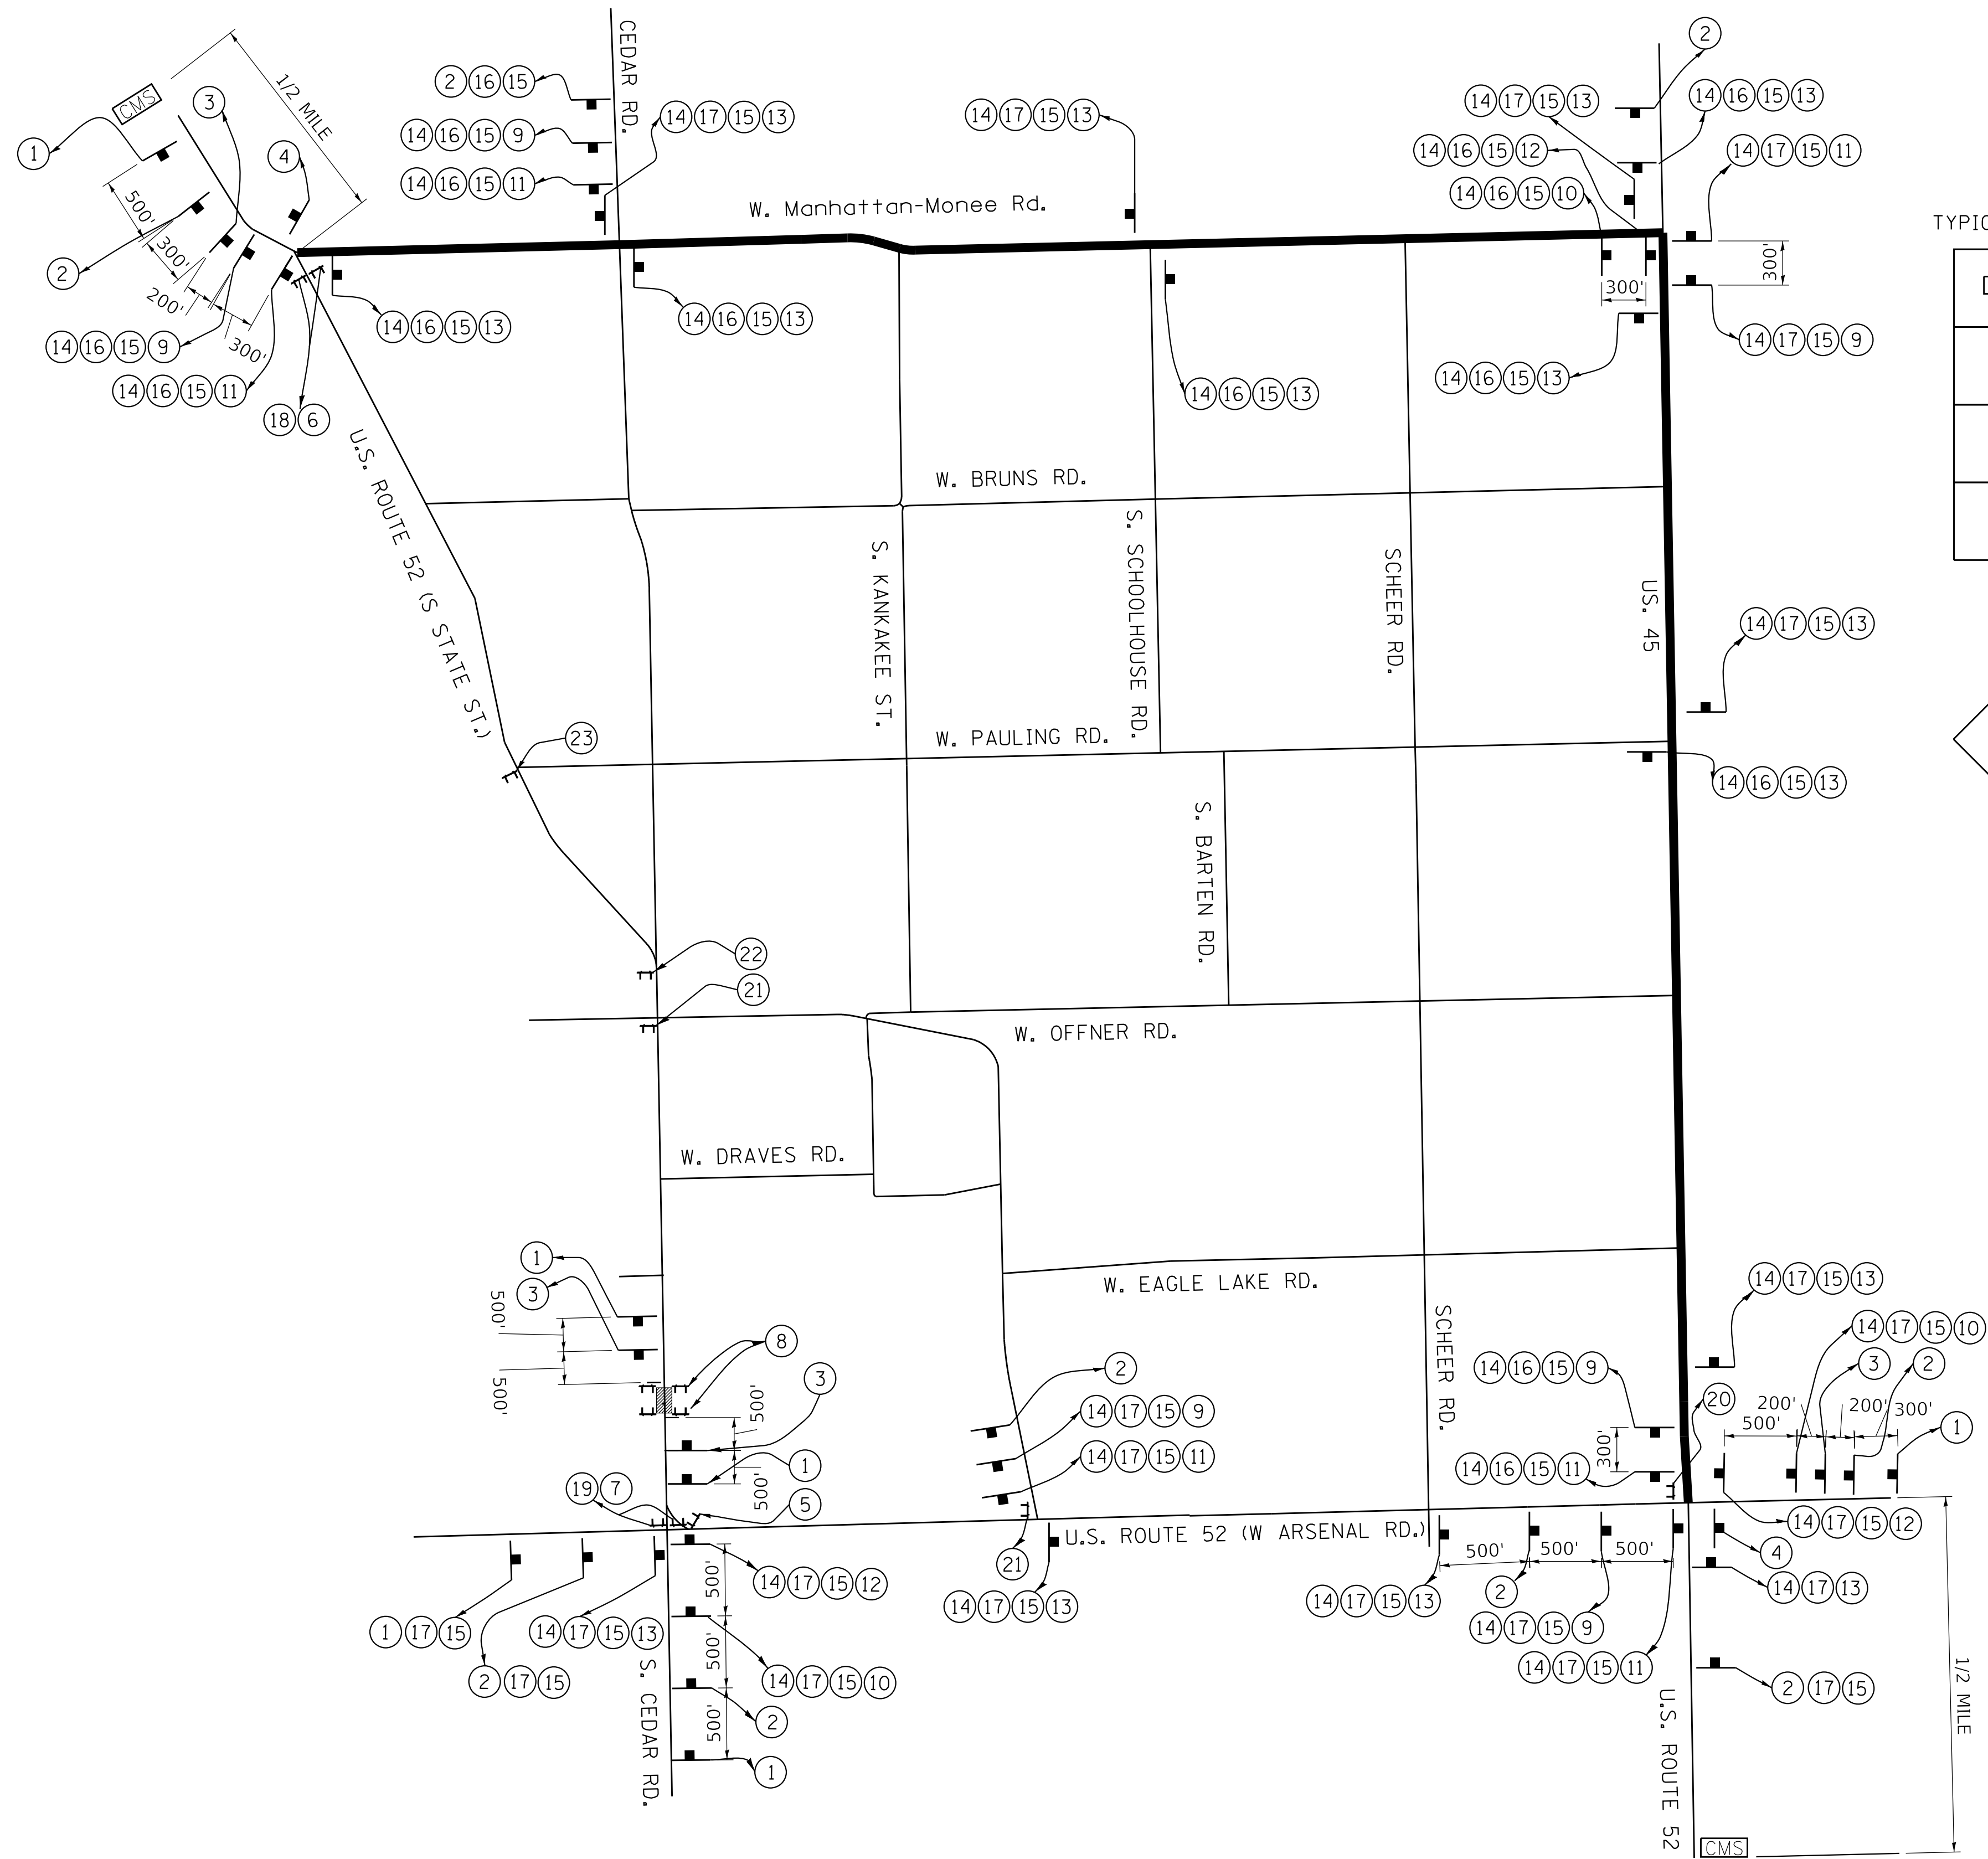 CEDAR RD.
2
2 16 15
CMS
1/2 MILE
3
14 17 15 13
14 16 15 13
14 17 15 13
14 17 15 13
14 16 15 9
1
4
14 16 15 12
14 17 15 11
14 16 15 11
14 16 15 10
W. Manhattan-Monee Rd.
500'
TYPIC
300'
2
300'
300'
200'
14 16 15 13
14 16 15 13
14 17 15 9
14 16 15 9
300'
14 16 15 13
14 16 15 11
14 16 15 13
18 6
U.S. ROUTE 52 (S STATE ST.)
W. BRUNS RD.
S. KANKAKEE ST.
S. SCHOOLHOUSE RD.
SCHEER RD.
US. 45
14 17 15 13
23
W. PAULING RD.
14 16 15 13
S. BARTEN RD.
22
21
W. OFFNER RD.
W. DRAVES RD.
1
3
500'
500'
W. EAGLE LAKE RD.
14 17 15 13
8
SCHEER RD.
14 17 15 10
3
2
3
2
14 16 15 9
20
200'
200'
300'
500'
1
500'
14 17 15 9
300'
14 17 15 11
14 16 15 11
1
500'
19 7
5
14 17 15 12
U.S. ROUTE 52 (W ARSENAL RD.)
500'
500'
500'
4
21
14 17 15 12
500'
14 17 13
14 17 15 13
14 17 15 13
2
1 17 15
14 17 15 13
14 17 15 9
500'
14 17 15 11
2 17 15
14 17 15 10
2 17 15
S. CEDAR RD.
500'
2
1
U.S. ROUTE 52
1/2 MILE
CMS